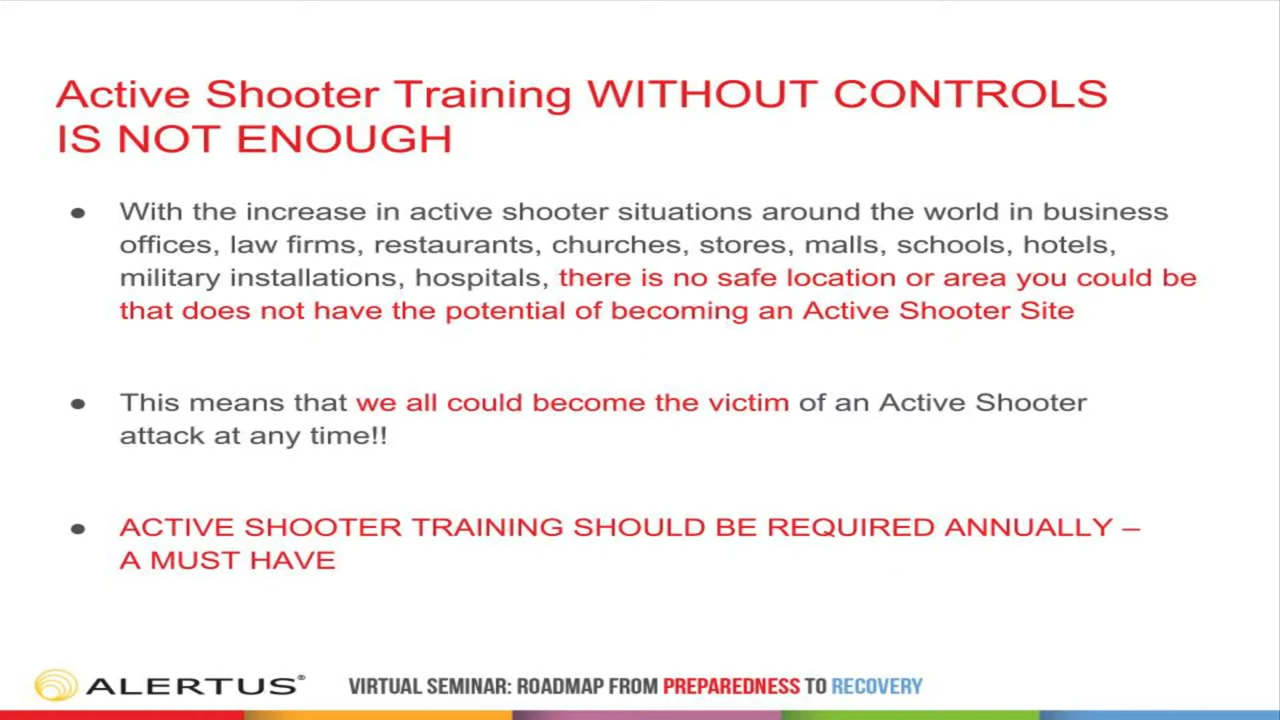 Active Shooter Training WITHOUT CONTROLS
IS NOT ENOUGH
● With the increase in active shooter situations around the world in business
offices, law firms, restaurants, churches, stores, malls, schools, hotels,
military installations, hospitals, there is no safe location or area you could be
that does not have the potential of becoming an Active Shooter Site
● This means that we all could become the victim of an Active Shooter
attack at any time!!
● ACTIVE SHOOTER TRAINING SHOULD BE REQUIRED ANNUALLY –
A MUST HAVE
ALERTUS® VIRTUAL SEMINAR: ROADMAP FROM PREPAREDNESS TO RECOVERY